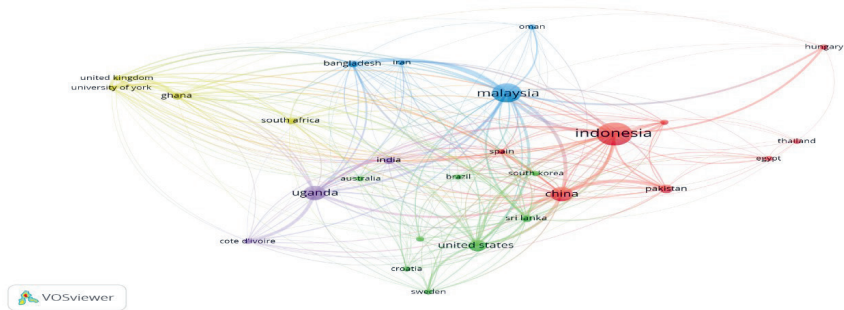 oman
hungary
bangladesh
iran
united kingdom
university of york
ghana
malaysia
south africa
indonesia
thailand
spain
egypt
india
australia
brazil
south korea
uganda
china
pakistan
sri lanka
cote d'ivoire
united states
croatia
sweden
VOSviewer